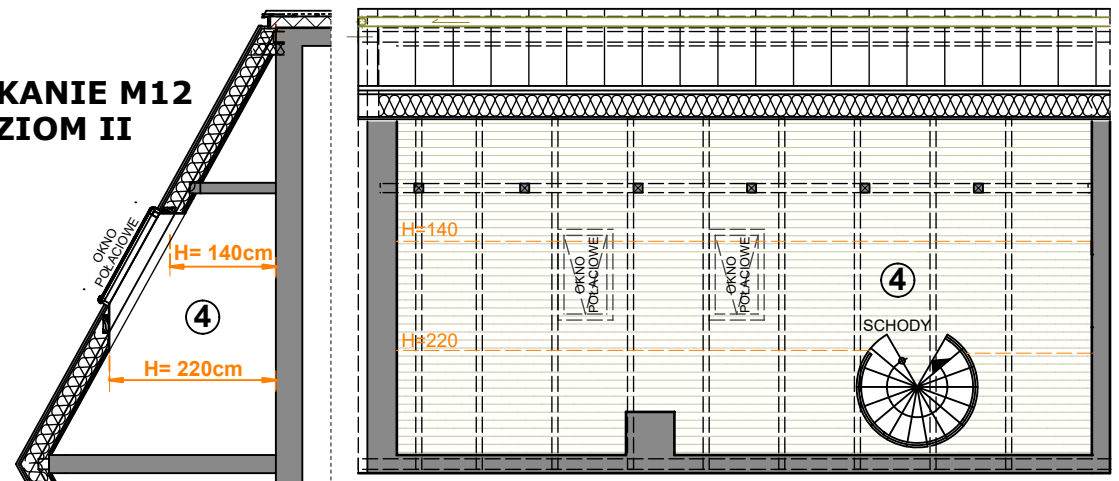 KANIE M12
ZIOM II
OKNO
POŁACIOWE
H= 140cm
4
H= 220cm
H=140
OKNO
POŁACIOWE
OKNO
POŁACIOWE
4
SCHODY
H=220